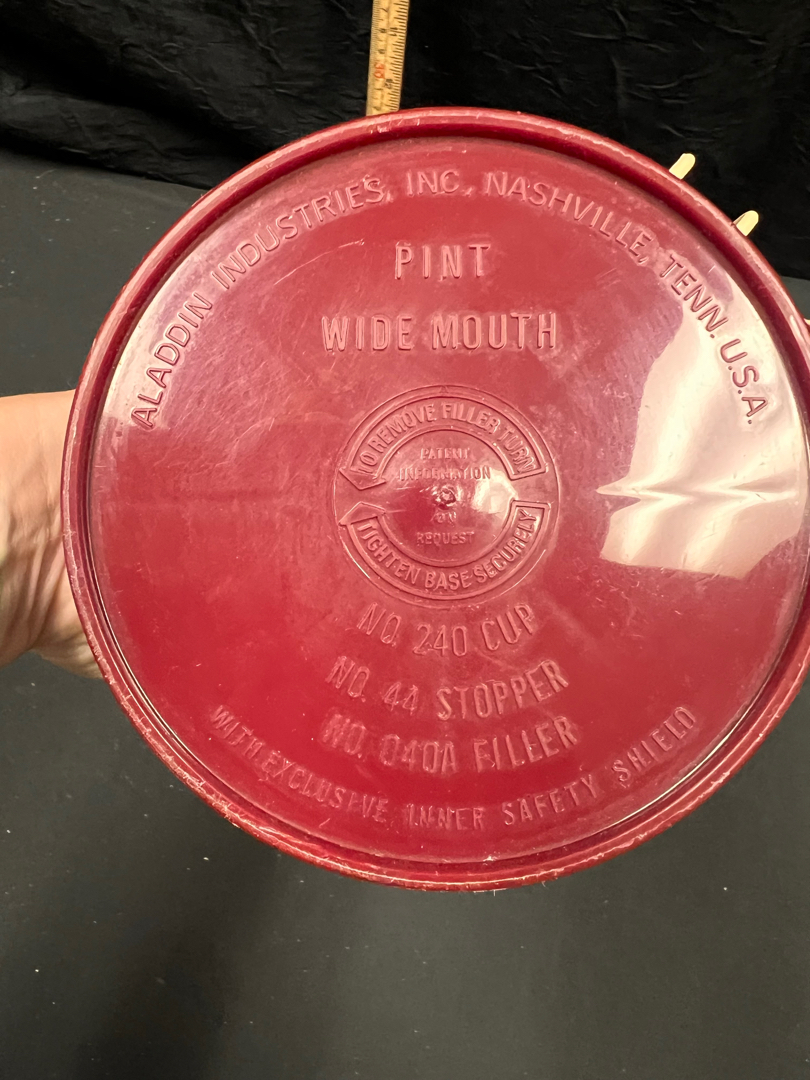 ALADDIN INDUSTRIES, INC., NASHVILLE, TENN. U.S.A.
PINT
WIDE MOUTH
TO REMOVE FILLER TURN
PATENT
INFORMATION
ON
REQUEST
TIGHTEN BASE SECURELY
NO. 240 CUP
NO. 44 STOPPER
NO. 040A FILLER
WITH EXCLUSIVE INNER SAFETY SHIELD